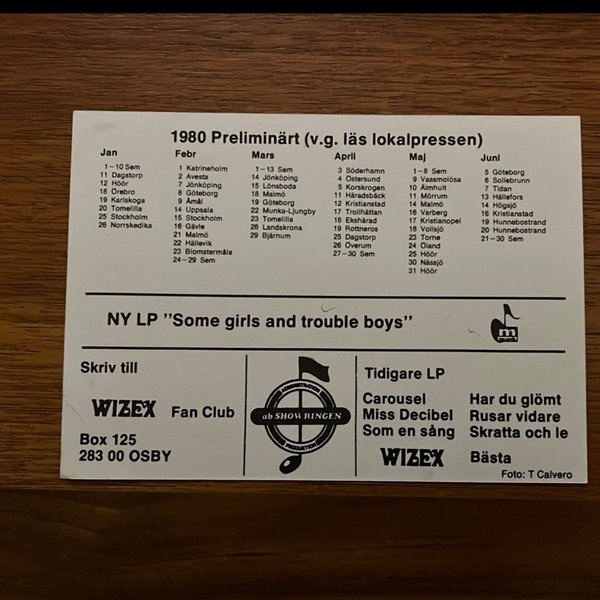 1980 Preliminärt (v.g. läs lokalpressen)
Jan
1–10 Sem
11 Dagstorp
12 Höör
18 Örebro
19 Karlskoga
20 Tomelilla
25 Stockholm
26 Norrskedika
Febr
1 Katrineholm
2 Avesta
7 Jönköping
8 Göteborg
9 Åmål
14 Uppsala
15 Stockholm
16 Gävle
21 Malmö
22 Hällevik
23 Blomstermåla
24–29 Sem
Mars
1–13 Sem
14 Jönköping
15 Lönsboda
18 Malmö
19 Göteborg
22 Munka-Ljungby
23 Tomelilla
28 Landskrona
29 Bjärnum
April
3 Söderhamn
4 Östersund
5 Korskrogen
11 Häradsbäck
12 Kristianstad
17 Trollhättan
18 Ekshärad
19 Rottneros
25 Dagstorp
26 Överum
27–30 Sem
Maj
1–8 Sem
9 Vassmolösa
10 Älmhult
11 Mörrum
14 Malmö
16 Varberg
17 Kristianopel
18 Vollsjö
23 Torne
24 Öland
25 Höör
30 Nässjö
31 Höör
Juni
5 Göteborg
6 Sollebrunn
7 Tidan
13 Hällefors
14 Högsjö
16 Kristianstad
19 Hunnebostrand
20 Hunnebostrand
21–30 Sem
NY LP "Some girls and trouble boys"
m
Skriv till
WIZEX Fan Club
Box 125
283 00 OSBY
ADMINISTRATION
ab SHOWRINGEN
PRODUKTION
Tidigare LP
Carousel Har du glömt
Miss Decibel Rusar vidare
Som en sång Skratta och le
WIZEX Bästa
Foto: T Calvero